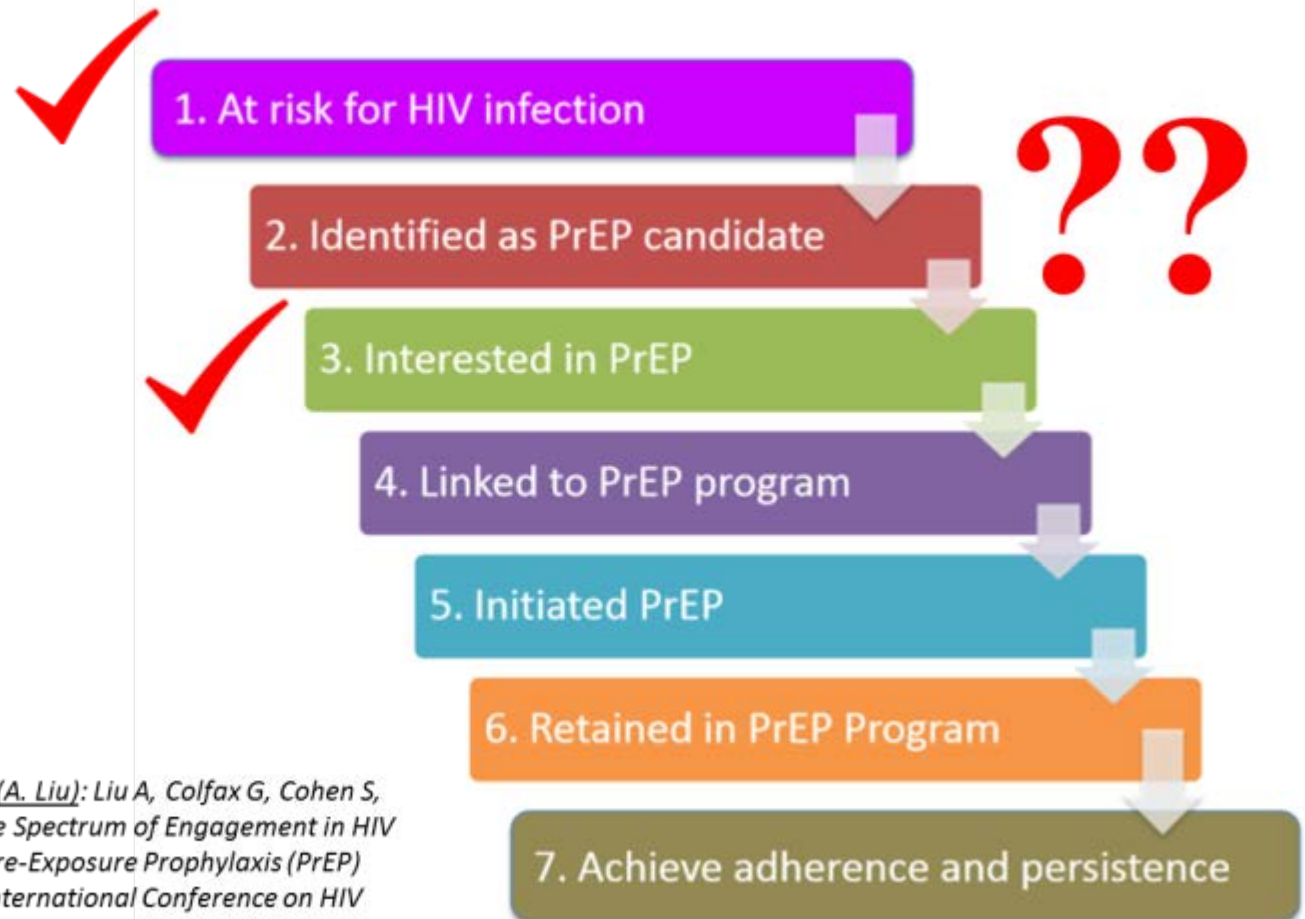 1. At risk for HIV infection
??
2. Identified as PrEP candidate
3. Interested in PrEP
4. Linked to PrEP program
5. Initiated PrEP
6. Retained in PrEP Program
7. Achieve adherence and persistence
(A. Liu): Liu A, Colfax G, Cohen S,
Spectrum of Engagement in HIV
Exposure Prophylaxis (PrEP)
International Conference on HIV